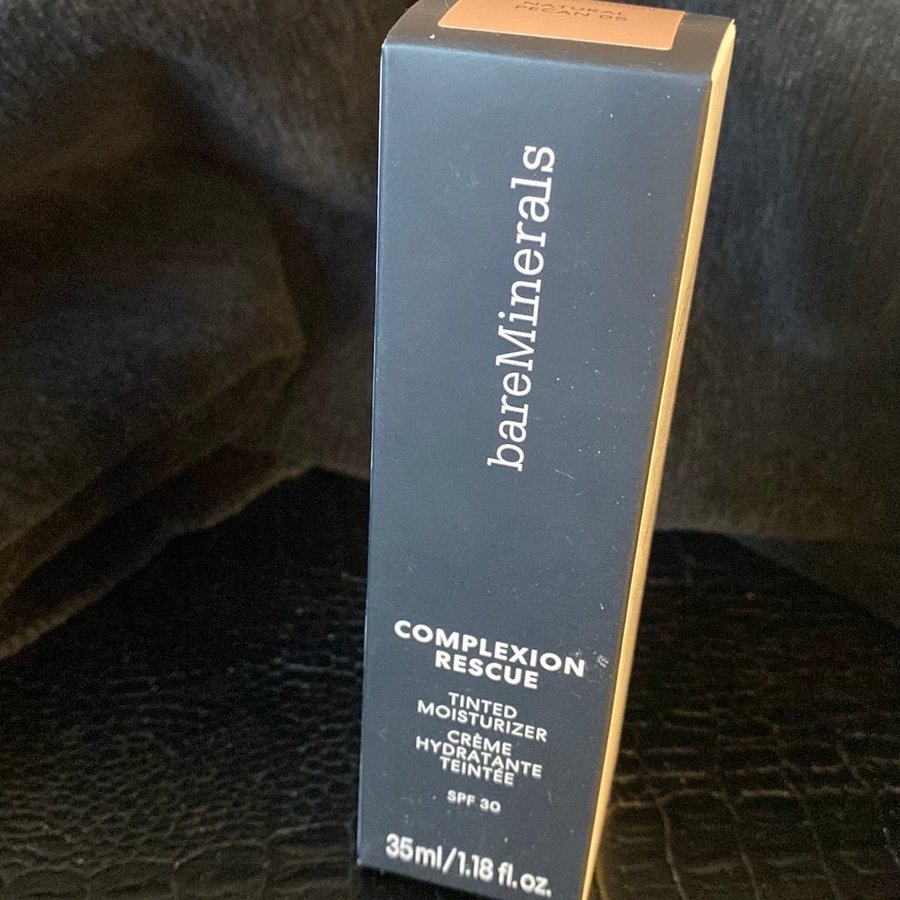 NATURAL
PECAN 05
bareMinerals
COMPLEXION
RESCUE
TINTED
MOISTURIZER
CRÈME
HYDRATANTE
TEINTÉE
SPF 30
35ml/1.18 fl.oz.